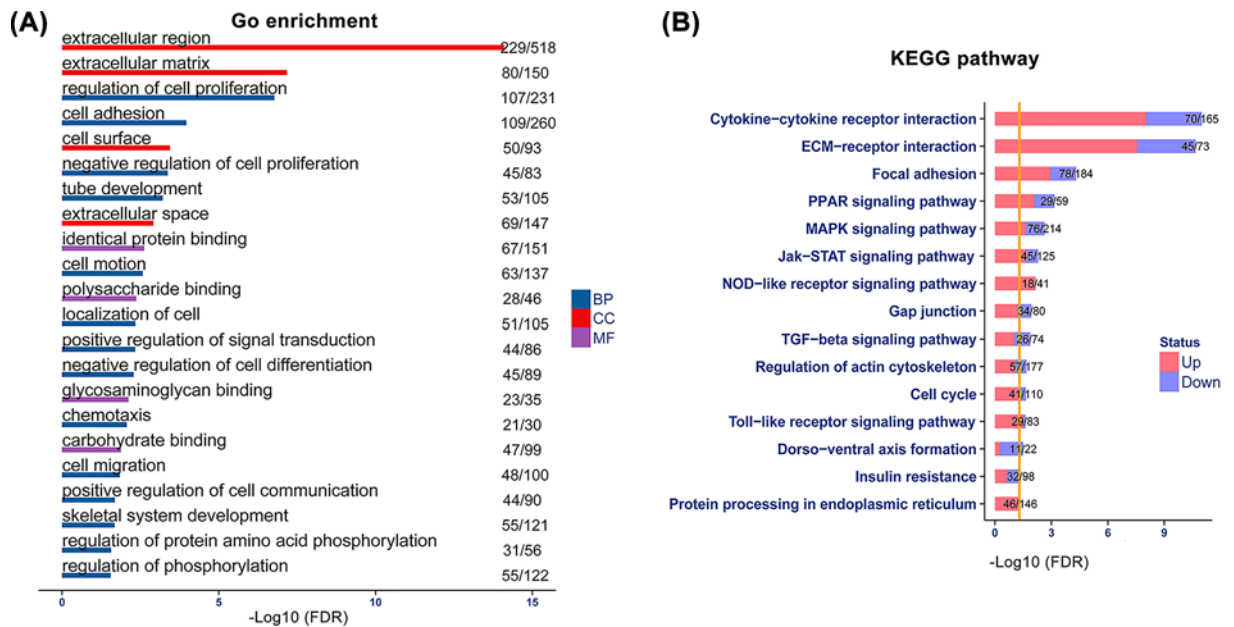 (A)
Go enrichment
extracellular region
229/518
extracellular matrix
80/150
regulation of cell proliferation
107/231
cell adhesion
109/260
cell surface
50/93
negative regulation of cell proliferation
45/83
tube development
53/105
extracellular space
69/147
identical protein binding
67/151
cell motion
63/137
polysaccharide binding
28/46
localization of cell
51/105
positive regulation of signal transduction
44/86
negative regulation of cell differentiation
45/89
glycosaminoglycan binding
23/35
chemotaxis
21/30
carbohydrate binding
47/99
cell migration
48/100
positive regulation of cell communication
44/90
skeletal system development
55/121
regulation of protein amino acid phosphorylation
31/56
regulation of phosphorylation
55/122
0 5 10 15
-Log10 (FDR)
BP
CC
MF
(B)
KEGG pathway
Cytokine−cytokine receptor interaction
70/165
ECM−receptor interaction
45/73
Focal adhesion
78/184
PPAR signaling pathway
29/59
MAPK signaling pathway
76/214
Jak−STAT signaling pathway
45/125
NOD−like receptor signaling pathway
18/41
Gap junction
34/80
TGF−beta signaling pathway
26/74
Regulation of actin cytoskeleton
57/177
Cell cycle
41/110
Toll−like receptor signaling pathway
29/83
Dorso−ventral axis formation
11/22
Insulin resistance
32/98
Protein processing in endoplasmic reticulum
46/146
0 3 6 9
-Log10 (FDR)
Status
Up
Down